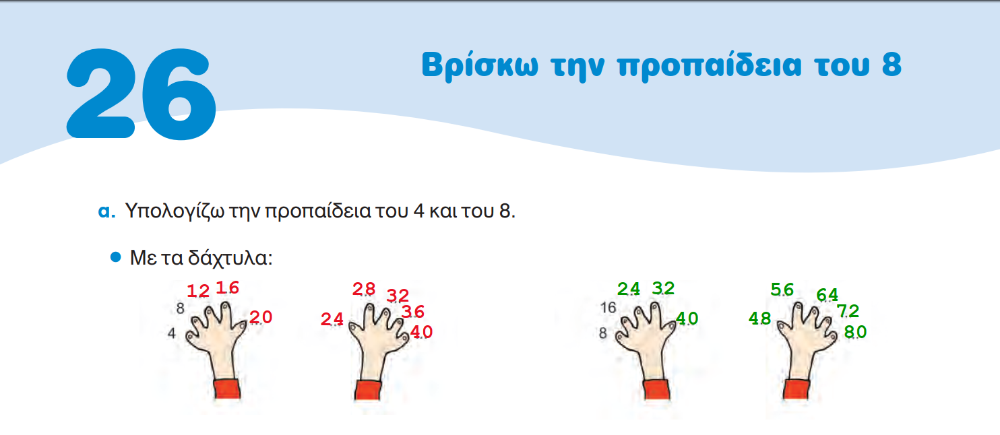 26
Βρίσκω την προπαίδεια του 8
α. Υπολογίζω την προπαίδεια του 4 και του 8.
● Με τα δάχτυλα:
4 8 12 16 20
24 28 32 36 40
8 16 24 32 40
48 56 64 72 80